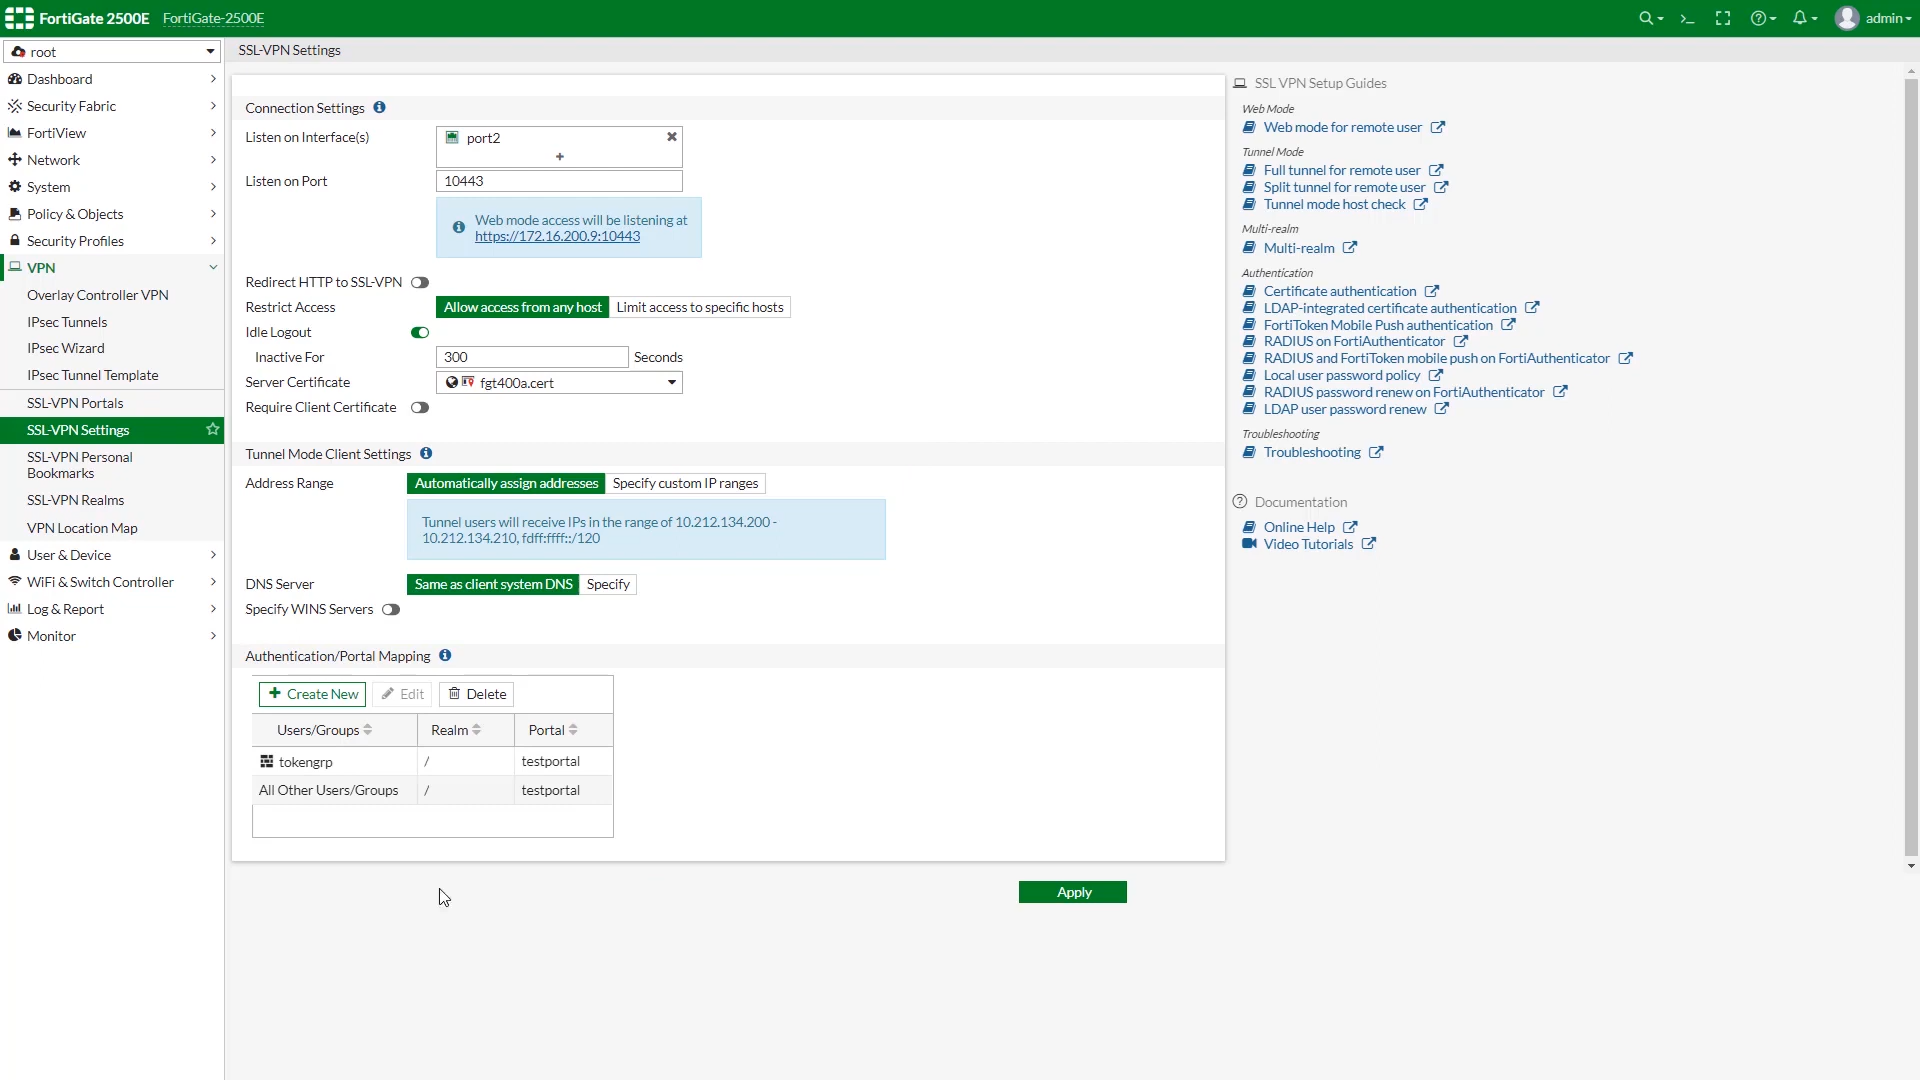 FortiGate 2500E
FortiGate-2500E
admin
root
Dashboard
Security Fabric
FortiView
Network
System
Policy & Objects
Security Profiles
VPN
Overlay Controller VPN
IPsec Tunnels
IPsec Wizard
IPsec Tunnel Template
SSL-VPN Portals
SSL-VPN Settings
SSL-VPN Personal
Bookmarks
SSL-VPN Realms
VPN Location Map
User & Device
WiFi & Switch Controller
Log & Report
Monitor
SSL-VPN Settings
Connection Settings
Listen on Interface(s)
port2
+
Listen on Port
10443
Web mode access will be listening at
https://172.16.200.9:10443
Redirect HTTP to SSL-VPN
Restrict Access
Allow access from any host
Limit access to specific hosts
Idle Logout
Inactive For
300
Seconds
Server Certificate
fgt400a.cert
Require Client Certificate
Tunnel Mode Client Settings
Address Range
Automatically assign addresses
Specify custom IP ranges
Tunnel users will receive IPs in the range of 10.212.134.200 -
10.212.134.210, fdff:ffff::/120
DNS Server
Same as client system DNS
Specify
Specify WINS Servers
Authentication/Portal Mapping
+ Create New
Edit
Delete
Users/Groups
Realm
Portal
tokengrp
/
testportal
All Other Users/Groups
/
testportal
Apply
SSL VPN Setup Guides
Web Mode
Web mode for remote user
Tunnel Mode
Full tunnel for remote user
Split tunnel for remote user
Tunnel mode host check
Multi-realm
Multi-realm
Authentication
Certificate authentication
LDAP-integrated certificate authentication
FortiToken Mobile Push authentication
RADIUS on FortiAuthenticator
RADIUS and FortiToken mobile push on FortiAuthenticator
Local user password policy
RADIUS password renew on FortiAuthenticator
LDAP user password renew
Troubleshooting
Troubleshooting
Documentation
Online Help
Video Tutorials